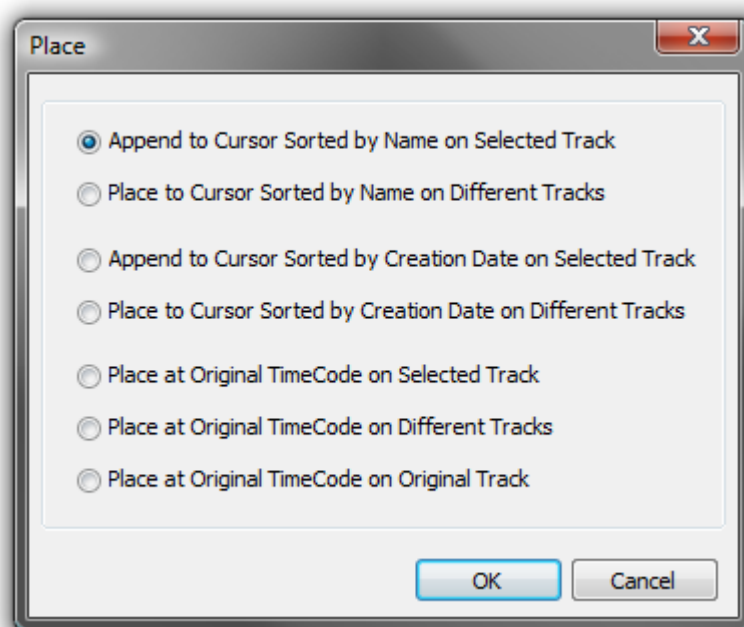 Place
Append to Cursor Sorted by Name on Selected Track
Place to Cursor Sorted by Name on Different Tracks
Append to Cursor Sorted by Creation Date on Selected Track
Place to Cursor Sorted by Creation Date on Different Tracks
Place at Original TimeCode on Selected Track
Place at Original TimeCode on Different Tracks
Place at Original TimeCode on Original Track
OK Cancel